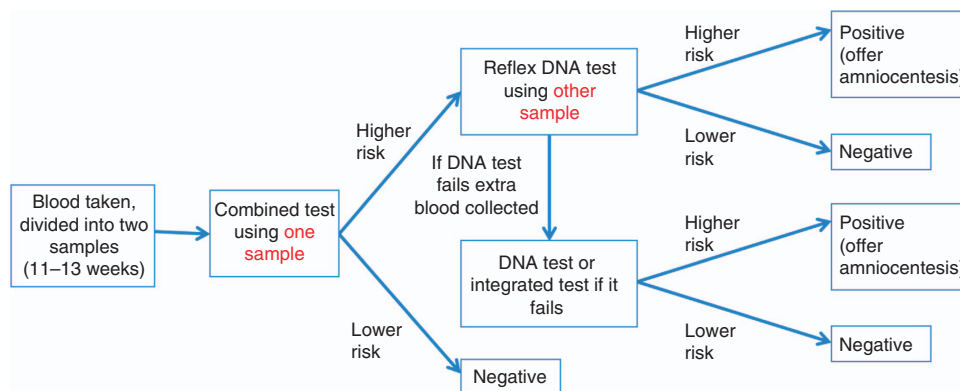 Blood taken,
divided into two
samples
(11–13 weeks)
Combined test
using one
sample
Higher
risk
Lower
risk
Negative
Reflex DNA test
using other
sample
If DNA test
fails extra
blood collected
DNA test or
integrated test if it
fails
Higher
risk
Positive
(offer
amniocentesis)
Lower
risk
Negative
Higher
risk
Positive
(offer
amniocentesis)
Lower
risk
Negative